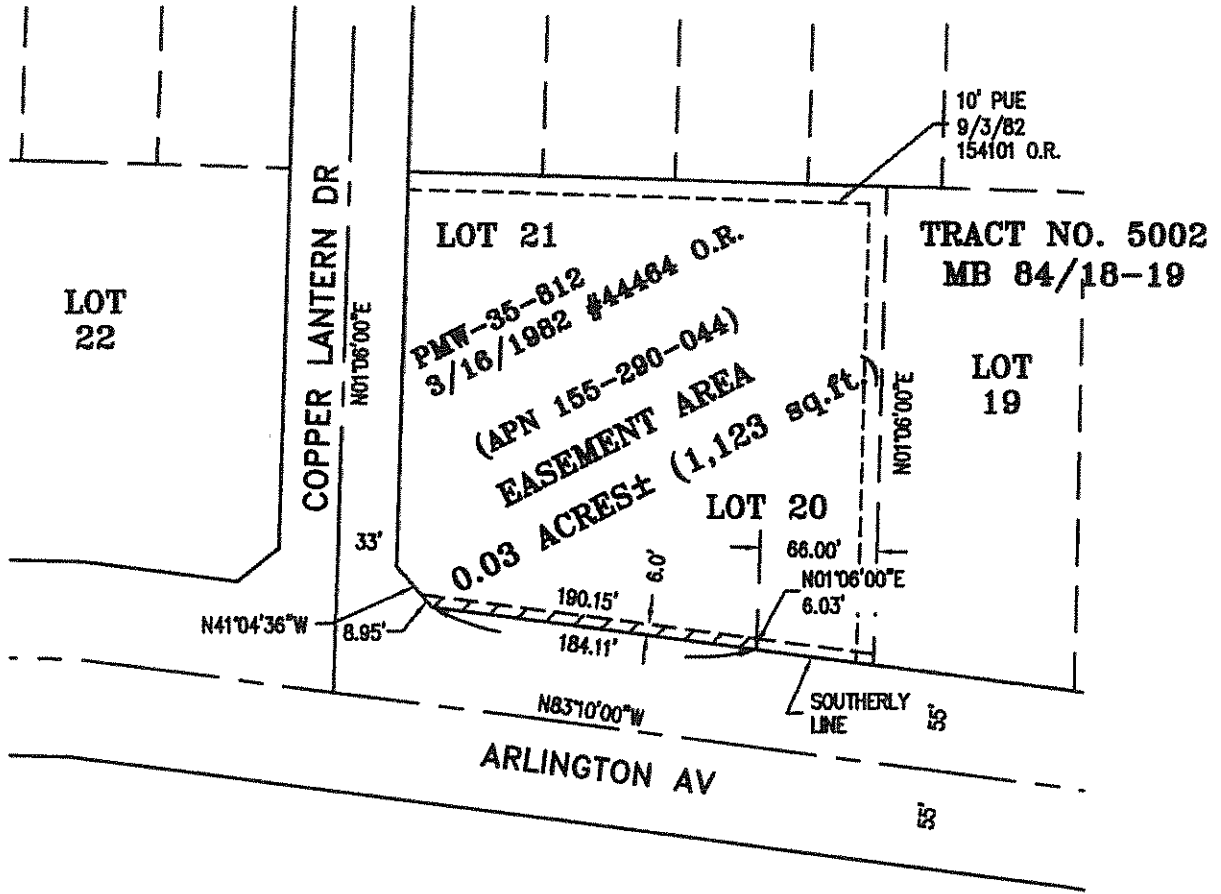 10' PUE
9/3/82
154101 O.R.
LOT 21
TRACT NO. 5002
MB 84/18-19
LOT
22
COPPER LANTERN DR
N01°06'00"E
PMW-35-812
3/16/1982 #44464 O.R.
(APN 155-290-044)
EASEMENT AREA
0.03 ACRES± (1,123 sq.ft.)
N01°06'00"E
LOT
19
LOT 20
33'
66.00'
6.0'
N01°06'00"E
6.03'
190.15'
N41°04'36"W
8.95'
184.11'
SOUTHERLY
LINE
N83°10'00"W
55'
ARLINGTON AV
55'